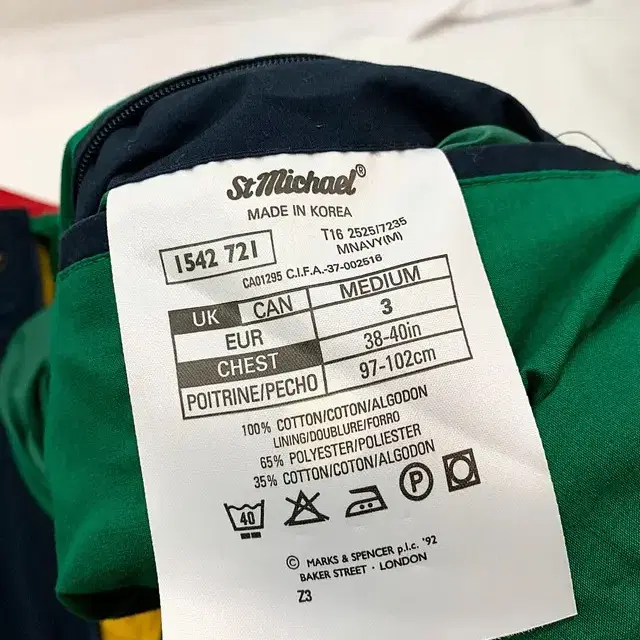 St Michael®
MADE IN KOREA
1542 721
T16 2525/7235
MNAVY(M)
CA01295 C.I.F.A.-37-002516
UK CAN MEDIUM
EUR 3
CHEST 38-40in
POITRINE/PECHO 97-102cm
100% COTTON/COTON/ALGODON
LINING/DOUBLURE/FORRO
65% POLYESTER/POLIESTER
35% COTTON/COTON/ALGODON
40 P
© MARKS & SPENCER p.l.c. '92
BAKER STREET · LONDON
Z3